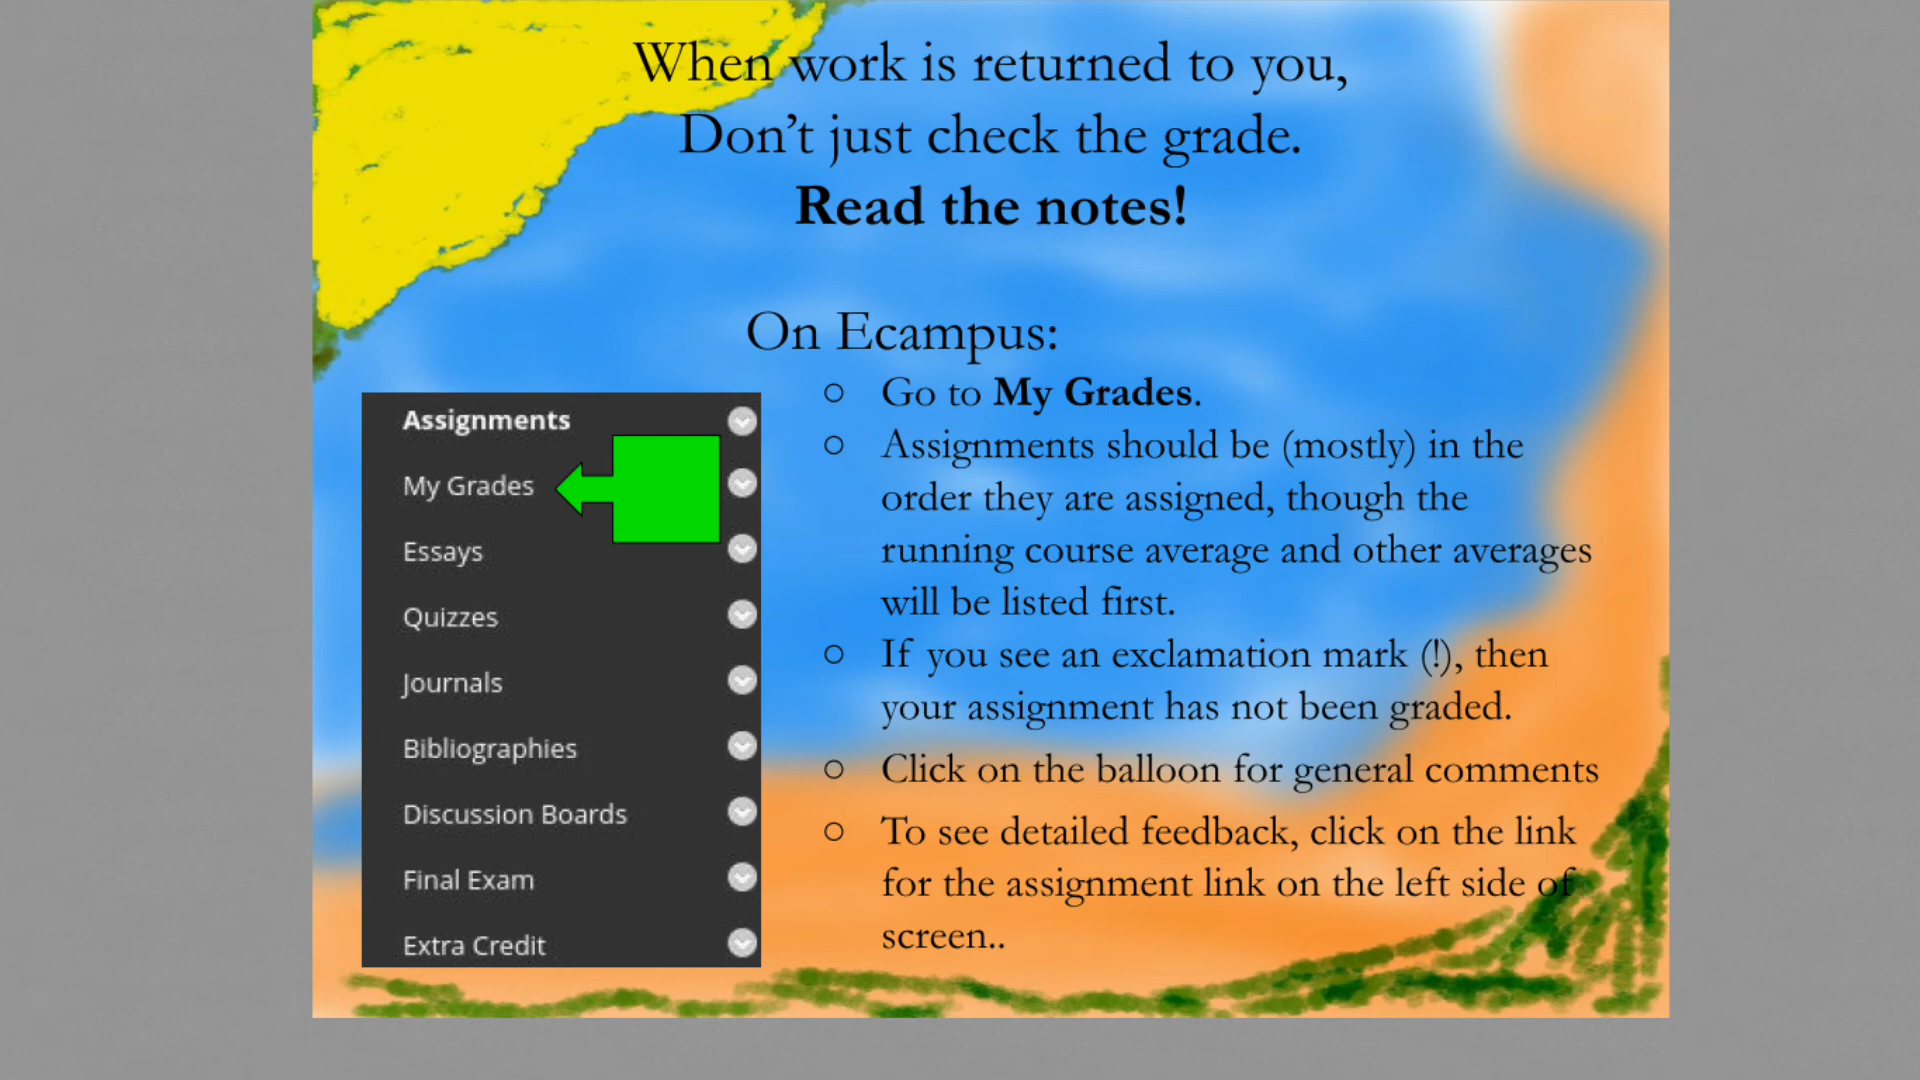 When work is returned to you,
Don't just check the grade.
Read the notes!
On Ecampus:
Assignments
My Grades
Essays
Quizzes
Journals
Bibliographies
Discussion Boards
Final Exam
Extra Credit
○ Go to My Grades.
○ Assignments should be (mostly) in the
order they are assigned, though the
running course average and other averages
will be listed first.
○ If you see an exclamation mark (!), then
your assignment has not been graded.
○ Click on the balloon for general comments
○ To see detailed feedback, click on the link
for the assignment link on the left side of
screen..